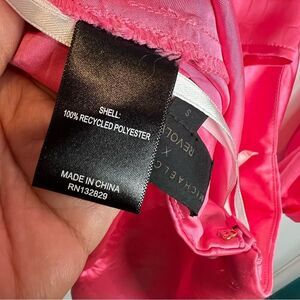 SHELL:
100% RECYCLED POLYESTER
MADE IN CHINA
RN132829
S
X